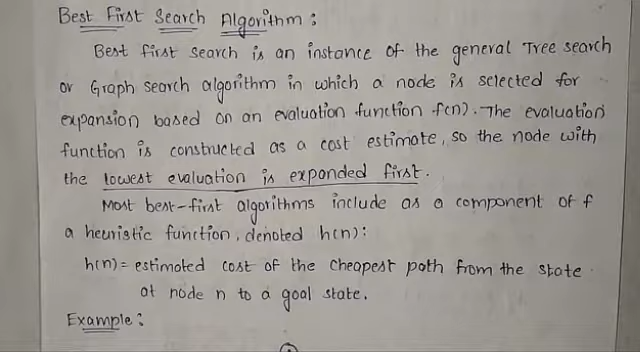 Best First Search Algorithm :
Best first search is an instance of the general Tree search
or Graph search algorithm in which a node is selected for
expansion based on an evaluation function f(n). The evaluation
function is constructed as a cost estimate, so the node with
the lowest evaluation is expanded first.
Most best-first algorithms include as a component of f
a heuristic function, denoted h(n):
h(n) = estimated cost of the cheapest path from the state
at node n to a goal state.
Example :